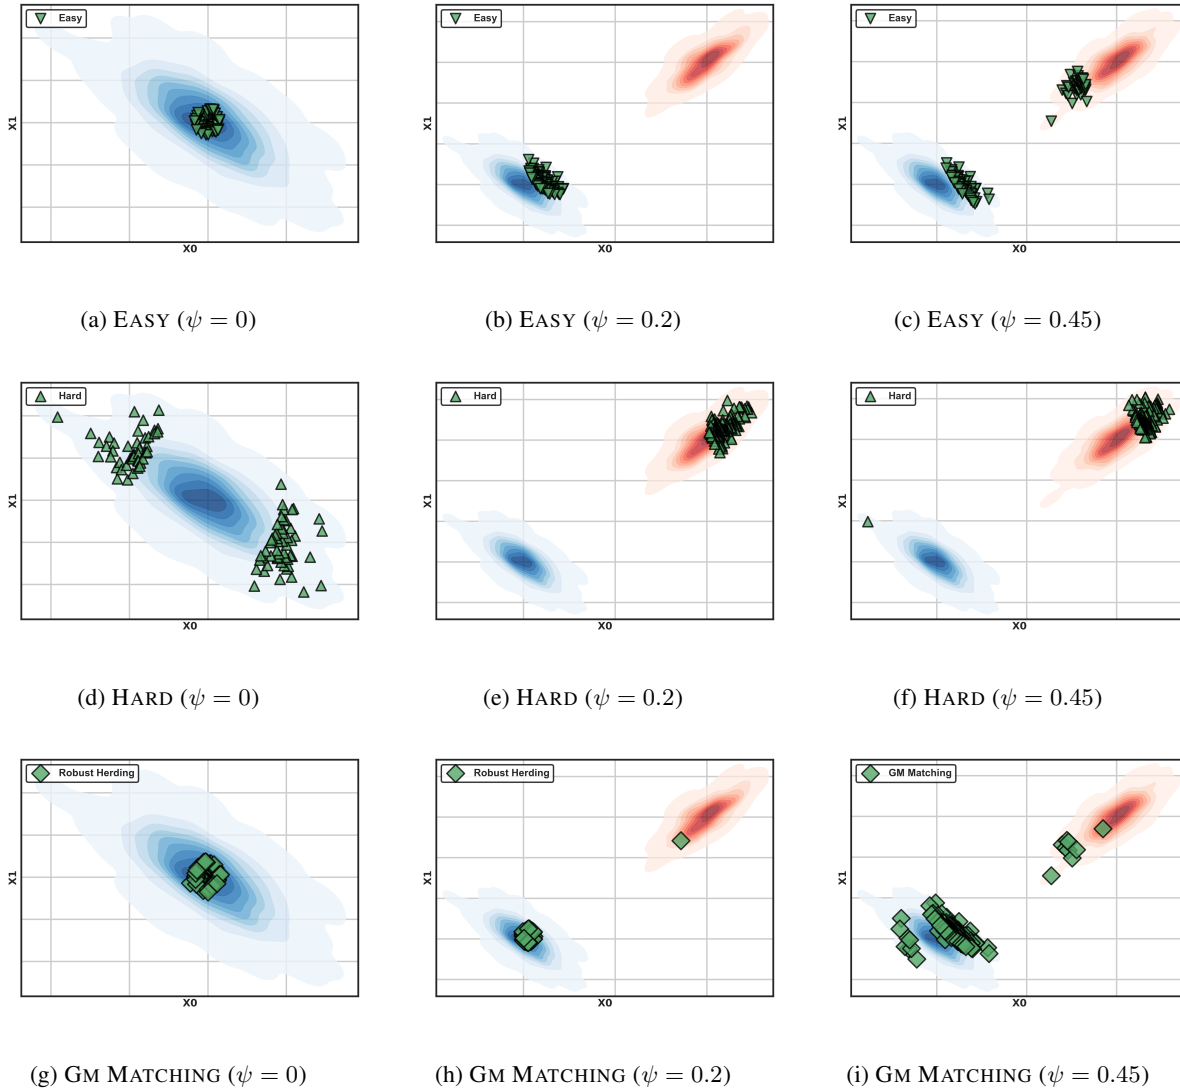 Easy
Easy
Easy
X1
X1
X1
X0
X0
X0
(a) EASY (ψ = 0)
(b) EASY (ψ = 0.2)
(c) EASY (ψ = 0.45)
Hard
Hard
Hard
X1
X1
X1
X0
X0
X0
(d) HARD (ψ = 0)
(e) HARD (ψ = 0.2)
(f) HARD (ψ = 0.45)
Robust Herding
Robust Herding
GM Matching
X1
X1
X1
X0
X0
X0
(g) GM MATCHING (ψ = 0)
(h) GM MATCHING (ψ = 0.2)
(i) GM MATCHING (ψ = 0.45)